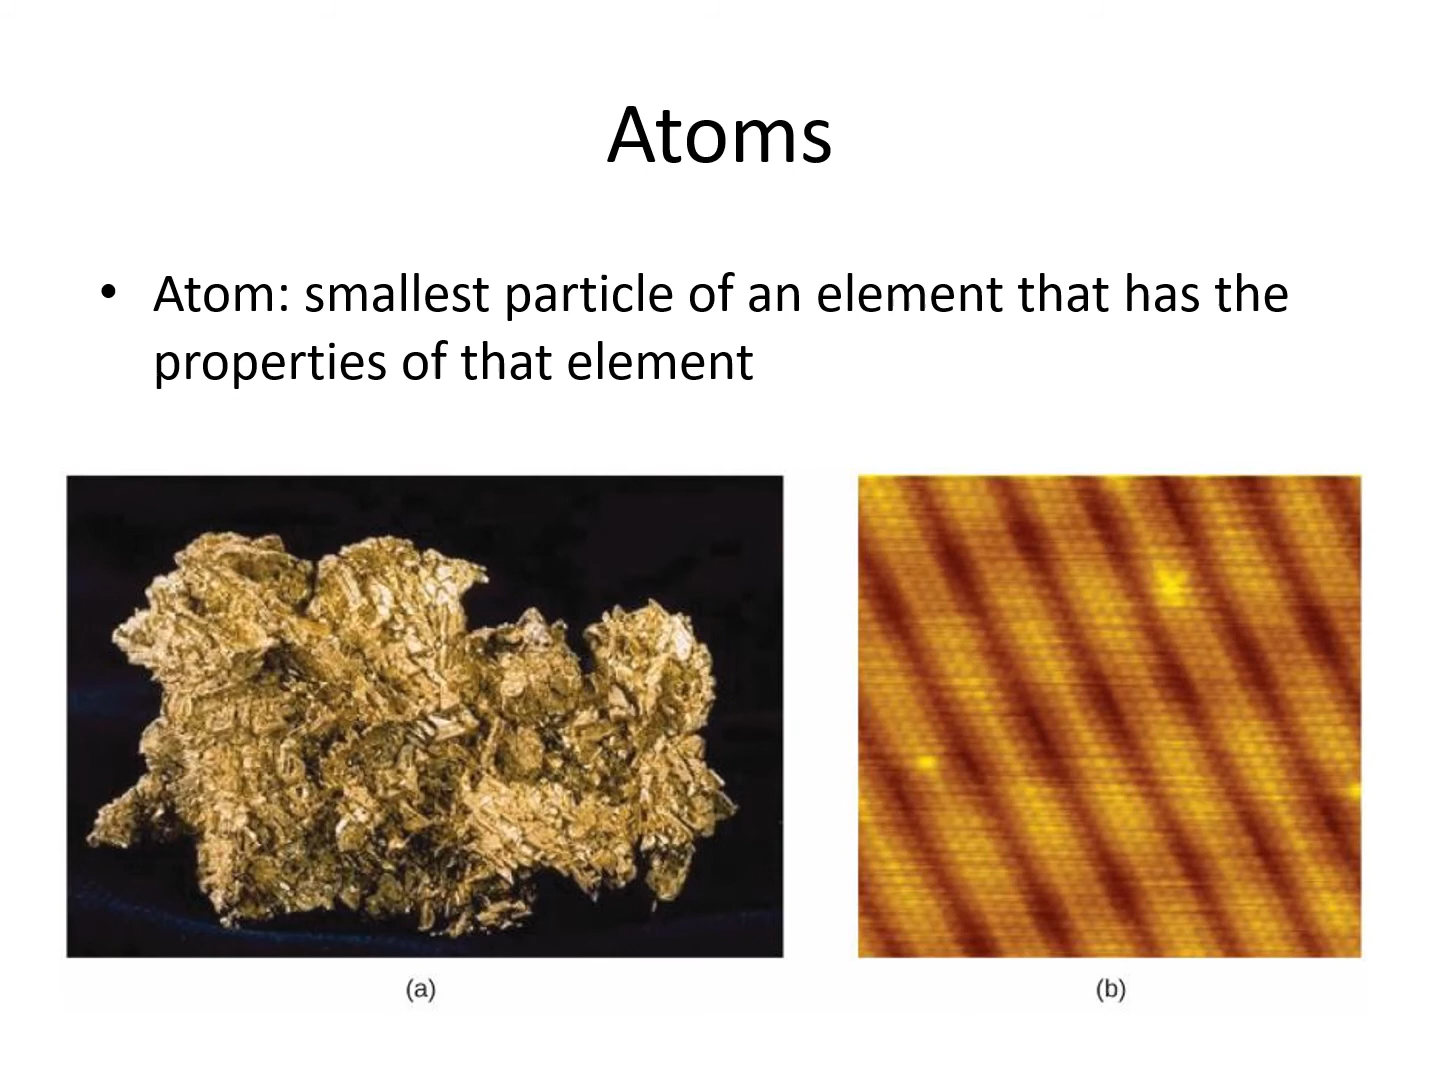 Atoms
• Atom: smallest particle of an element that has the
properties of that element
(a)
(b)